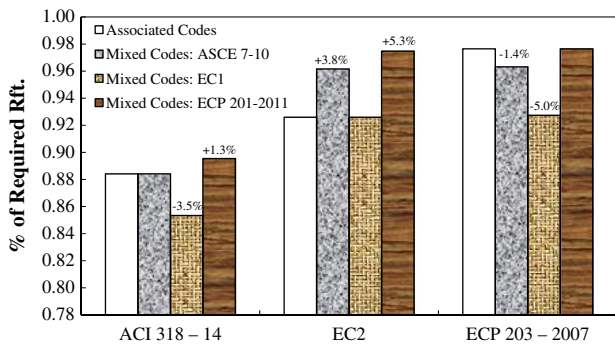 % of Required Rft.
1.00
0.98
0.96
0.94
0.92
0.90
0.88
0.86
0.84
0.82
0.80
0.78
Associated Codes
Mixed Codes: ASCE 7-10
Mixed Codes: EC1
Mixed Codes: ECP 201-2011
-3.5%
+1.3%
+3.8%
+5.3%
-1.4%
-5.0%
ACI 318 – 14
EC2
ECP 203 – 2007